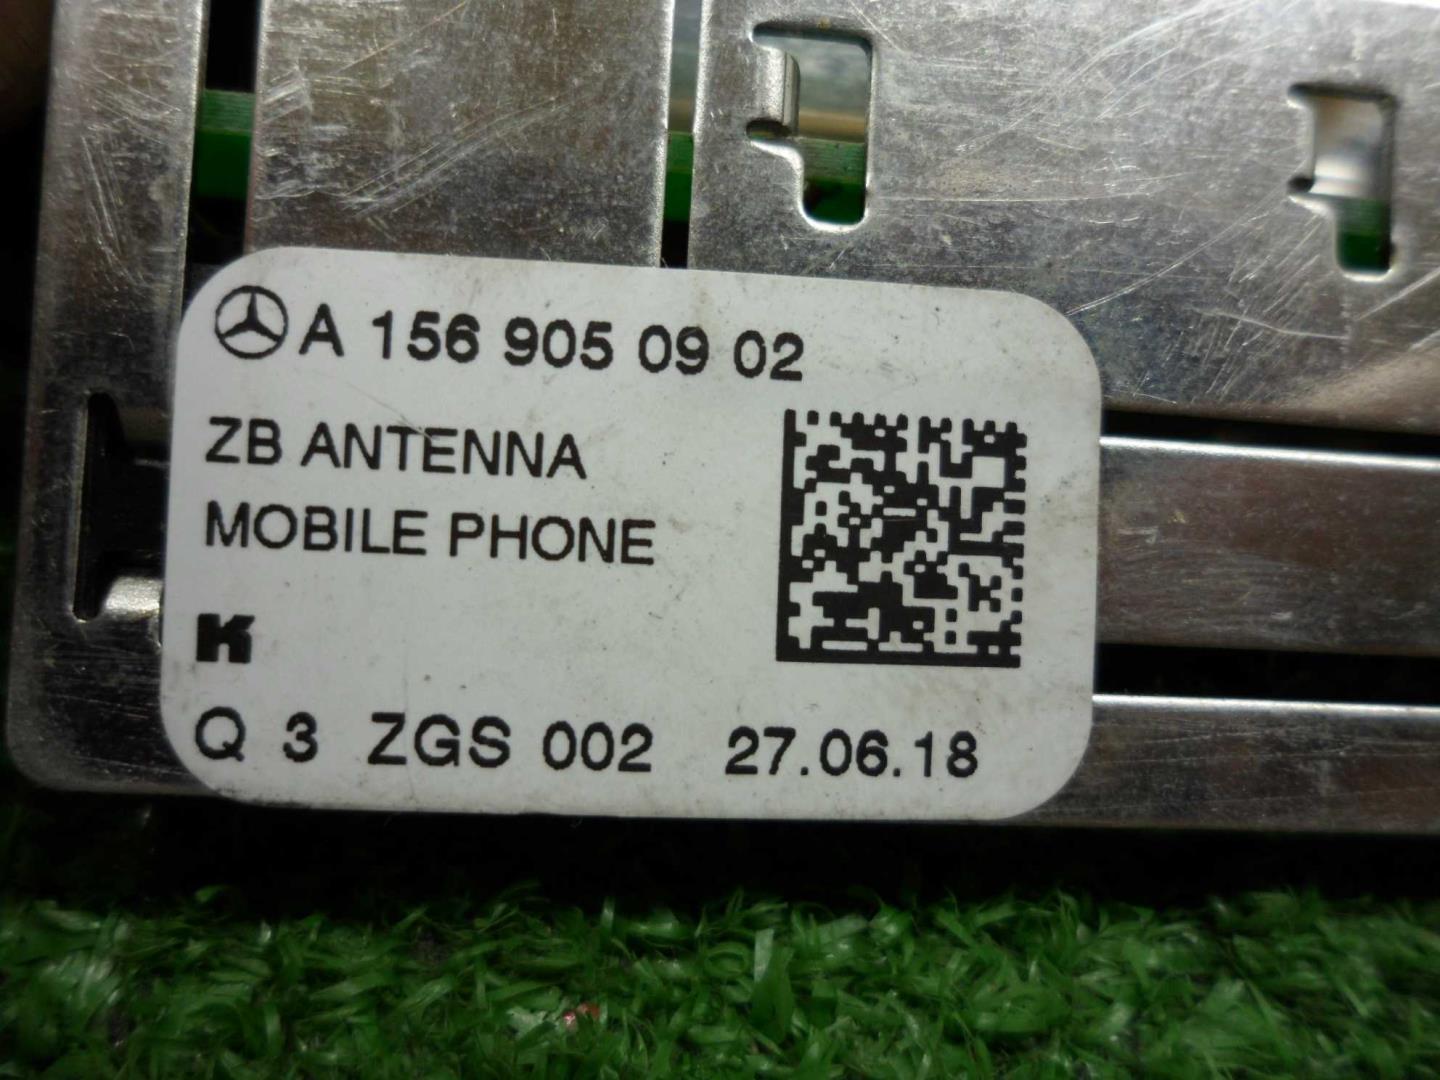 A 156 905 09 02
ZB ANTENNA
MOBILE PHONE
K
Q 3 ZGS 002 27.06.18